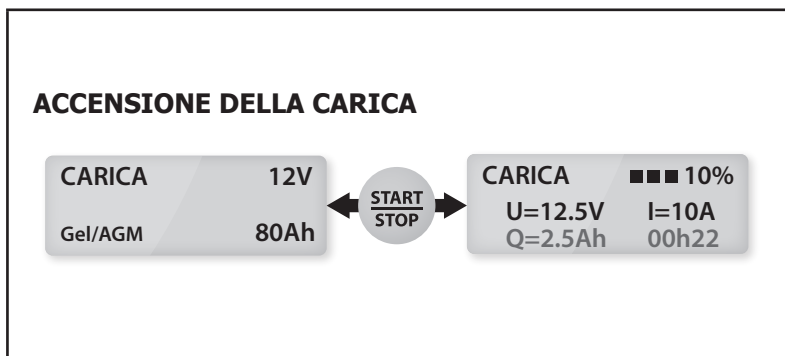 ACCENSIONE DELLA CARICA
CARICA 12V
Gel/AGM 80Ah
START
STOP
CARICA 10%
U=12.5V I=10A
Q=2.5Ah 00h22